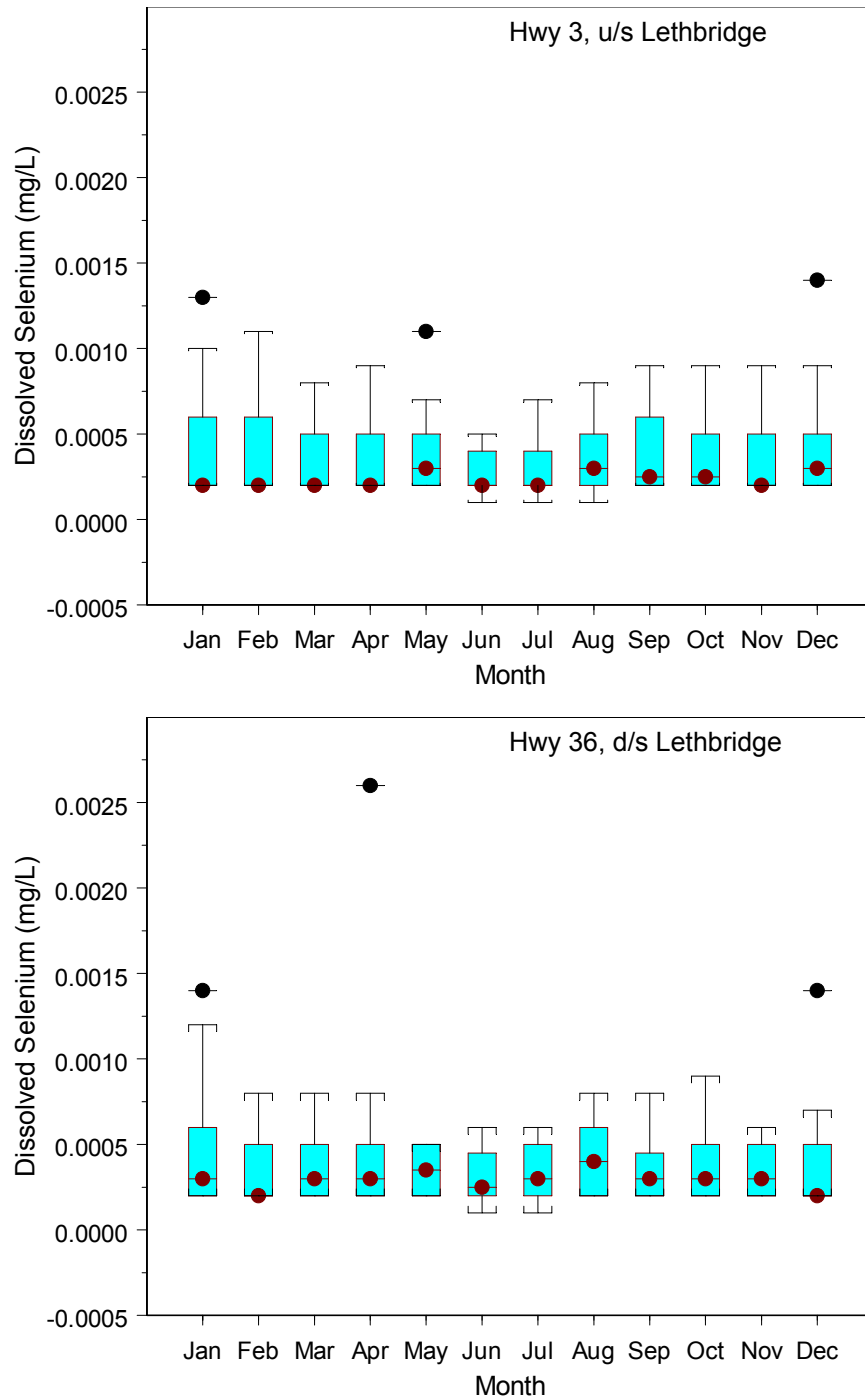 Hwy 3, u/s Lethbridge
Dissolved Selenium (mg/L)
0.0025
0.0020
0.0015
0.0010
0.0005
0.0000
-0.0005
Jan Feb Mar Apr May Jun Jul Aug Sep Oct Nov Dec
Month
Hwy 36, d/s Lethbridge
Dissolved Selenium (mg/L)
0.0025
0.0020
0.0015
0.0010
0.0005
0.0000
-0.0005
Jan Feb Mar Apr May Jun Jul Aug Sep Oct Nov Dec
Month